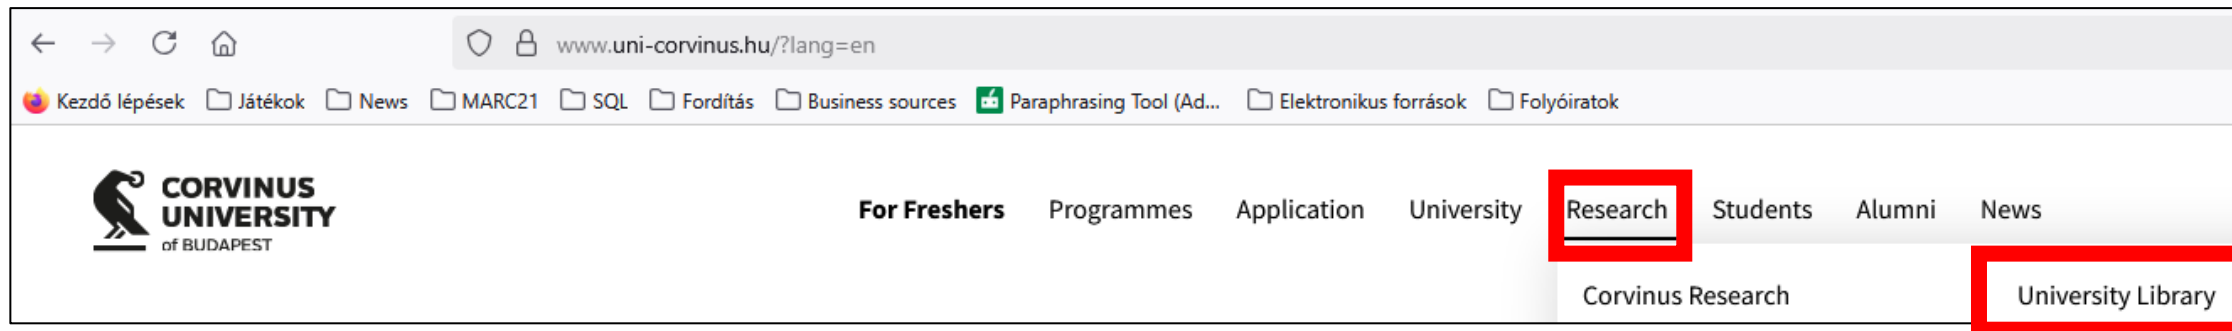 www.uni-corvinus.hu/?lang=en
Kezdő lépések Játékok News MARC21 SQL Fordítás Business sources Paraphrasing Tool (Ad... Elektronikus források Folyóiratok
CORVINUS
UNIVERSITY
of BUDAPEST
For Freshers Programmes Application University Research Students Alumni News
Corvinus Research University Library